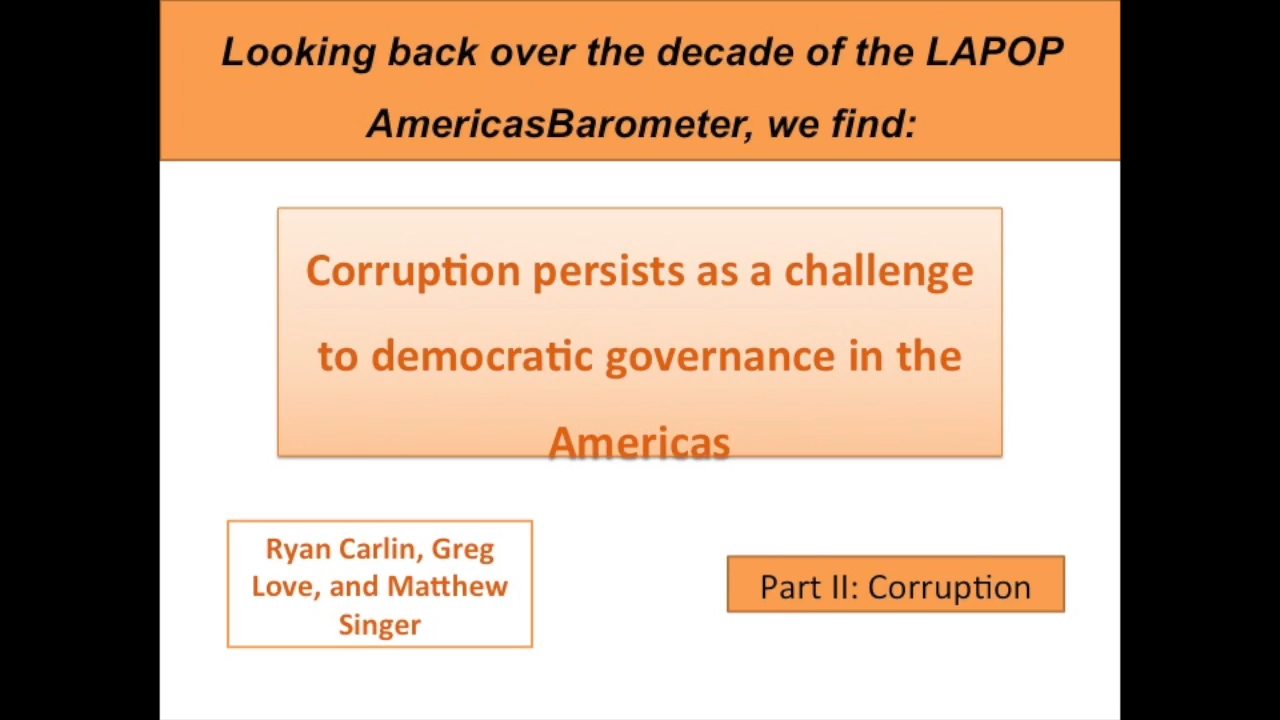 Looking back over the decade of the LAPOP
AmericasBarometer, we find:
Corruption persists as a challenge
to democratic governance in the
Americas
Ryan Carlin, Greg
Love, and Matthew
Singer
Part II: Corruption